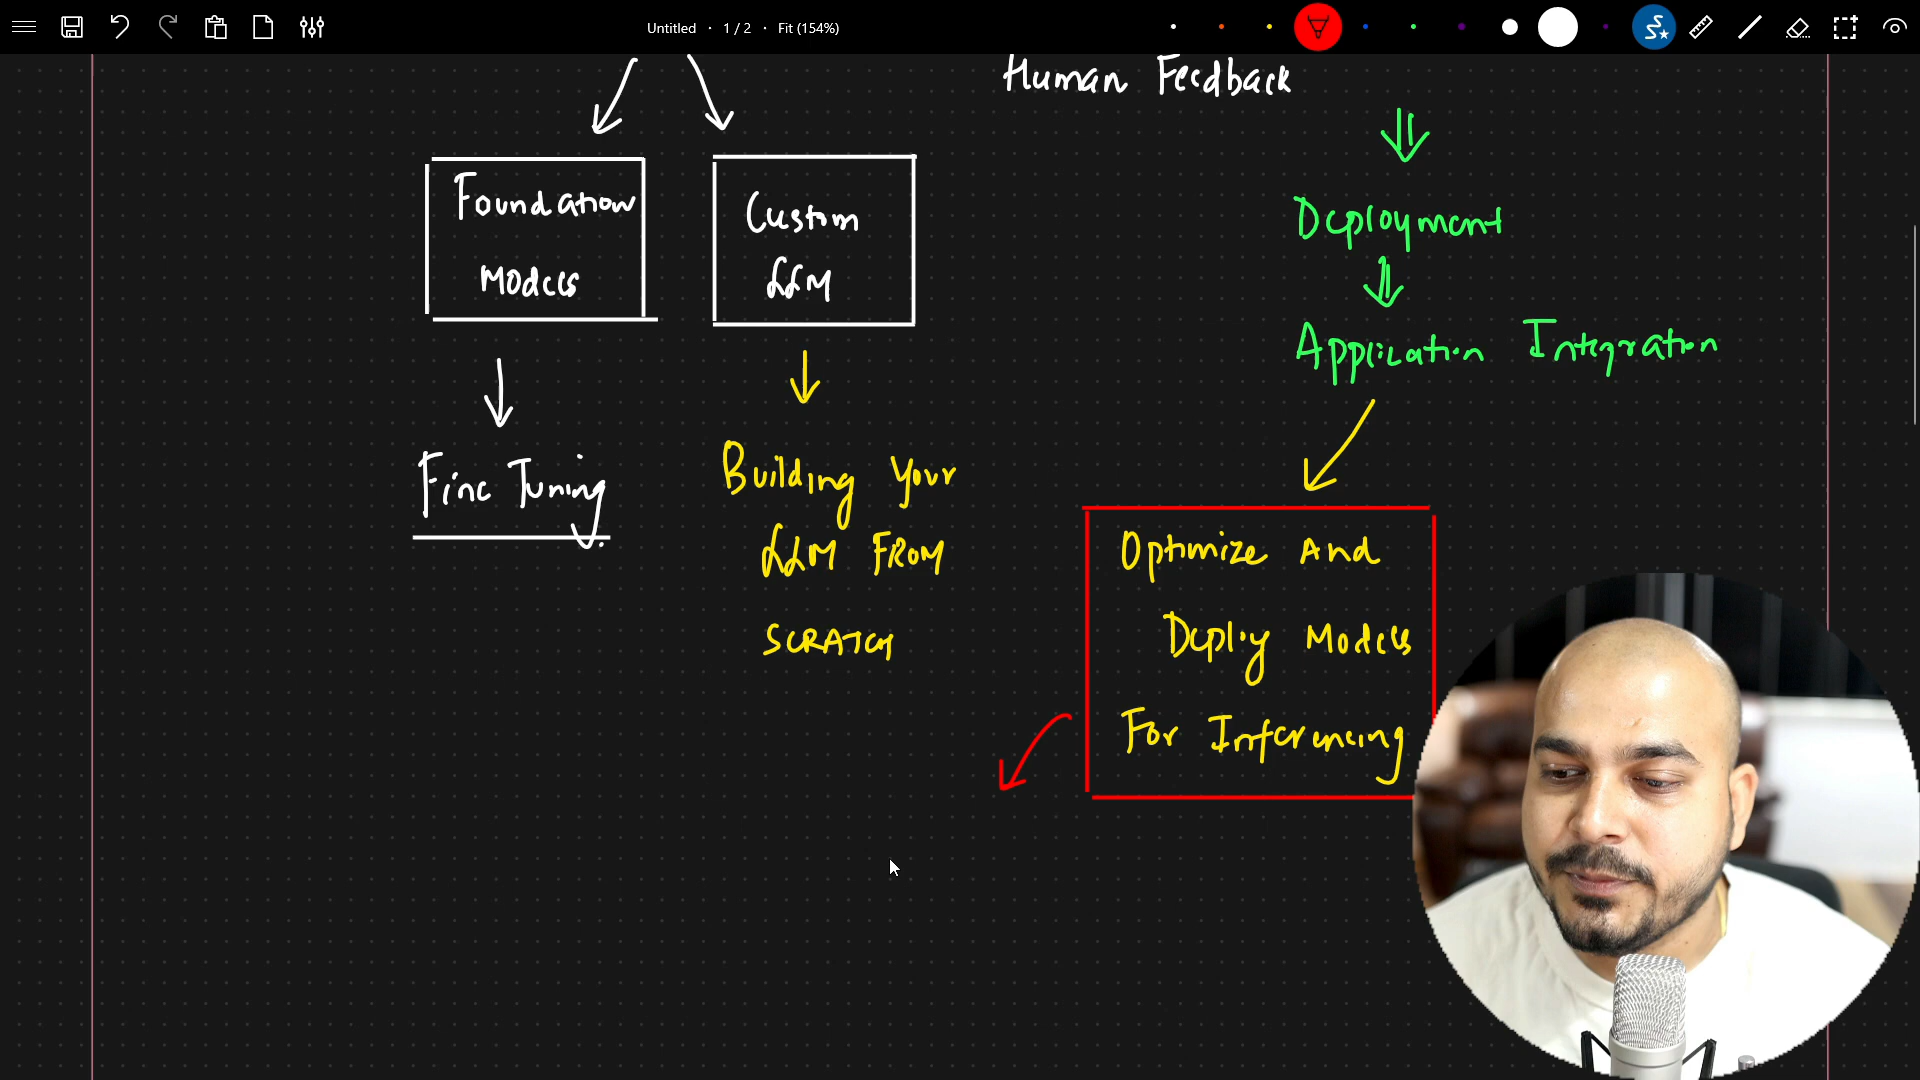 Untitled · 1 / 2 · Fit (154%)
Human Feedback
Foundation
Models
Custom
LLM
Deployment
Application Integration
Fine Tuning
Building Your
LLM FROM
SCRATCH
Optimize And
Deploy Models
For Inferencing